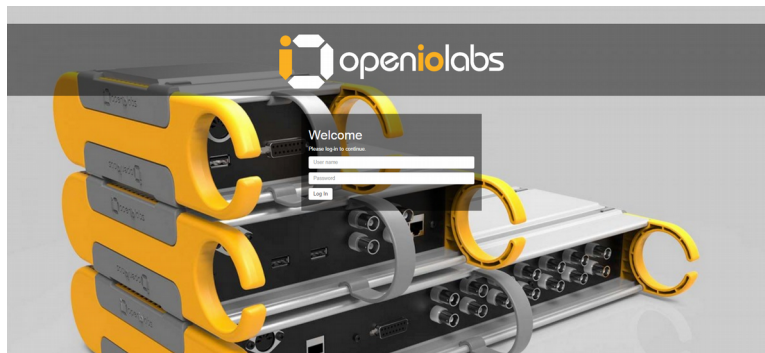 openiolabs
Welcome
Please log-in to continue.
User name
Password
Log In